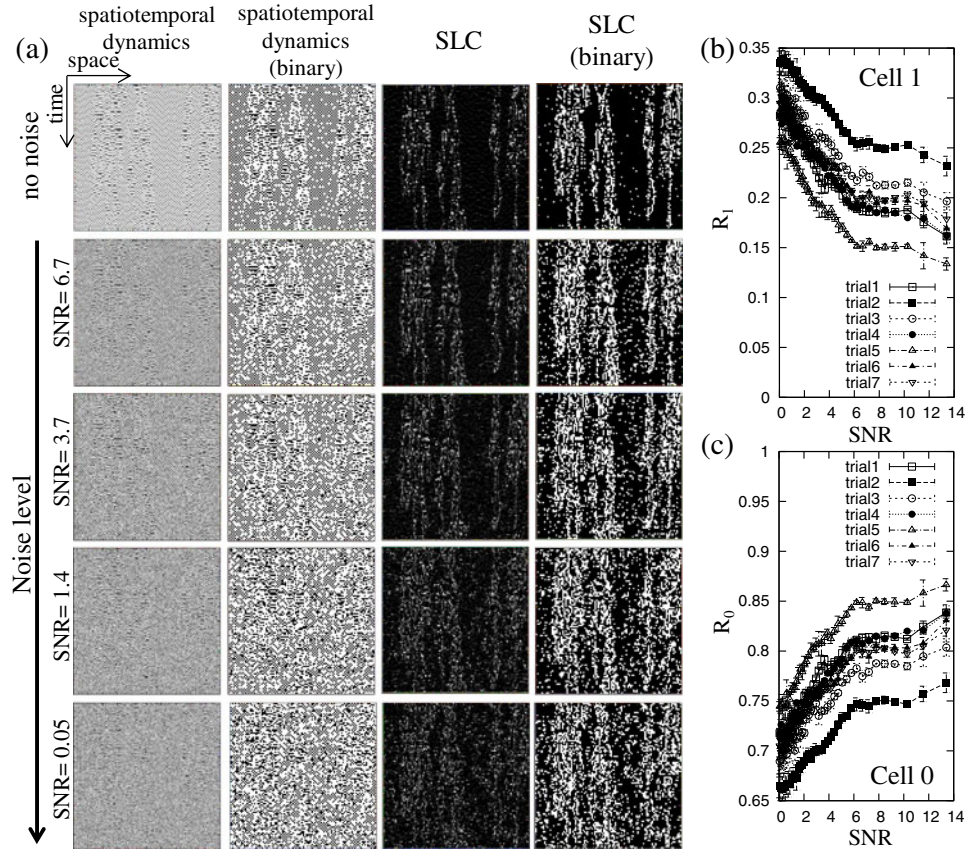 (a)
spatiotemporal
dynamics
spatiotemporal
dynamics
(binary)
SLC
SLC
(binary)
space
time
no noise
Noise level
SNR= 6.7
SNR= 3.7
SNR= 1.4
SNR= 0.05
(b)
Cell 1
R1
0.35
0.3
0.25
0.2
0.15
0.1
0.05
1
trial1
trial2
trial3
trial4
trial5
trial6
trial7
0 2 4 6 8 10 12 14
SNR
(c)
Cell 0
R0
1
0.95
0.9
0.85
0.8
0.75
0.7
0.65
trial1
trial2
trial3
trial4
trial5
trial6
trial7
0 2 4 6 8 10 12 14
SNR